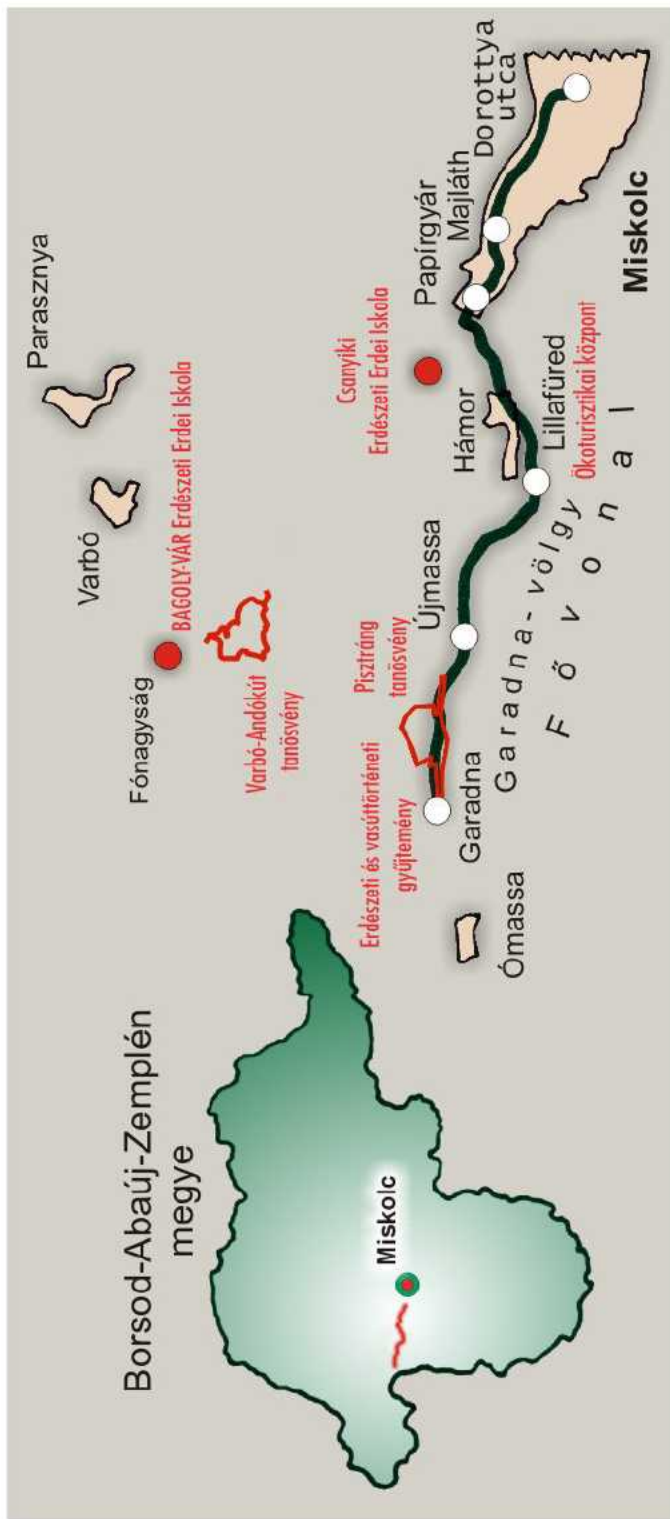 Borsod-Abaúj-Zemplén
megye
Miskolc
Parasznya
Varbó
Fónagyság
BAGOLY-VÁR Erdészeti Erdei Iskola
Varbó-Andókút
tanösvény
Csanyiki
Erdészeti Erdei Iskola
Pisztráng
tanösvény
Erdészeti és vasúttörténeti
gyűjtemény
Ómassa
Garadna
Újmassa
Hámor
Lillafüred
Ökoturisztikai központ
Papírgyár
Majláth
Dorottya
utca
Miskolc
Garadna-völgy
Fővonal